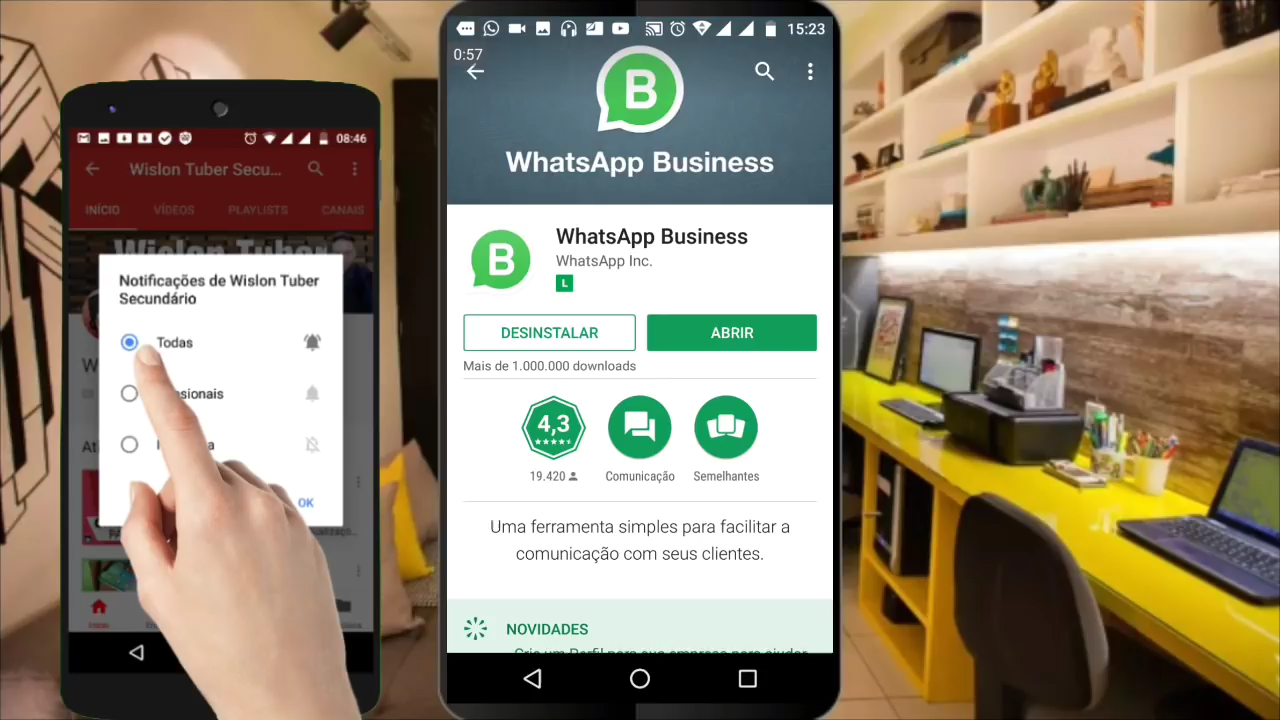 08:46
Wislon Tuber Secu...
INÍCIO
VÍDEOS
PLAYLISTS
CANAIS
Wislon Tuber
Notificações de Wislon Tuber
Secundário
Todas
OK
15:23
0:57
B
WhatsApp Business
B
WhatsApp Business
WhatsApp Inc.
L
DESINSTALAR
ABRIR
Mais de 1.000.000 downloads
4,3
19.420
Comunicação
Semelhantes
Uma ferramenta simples para facilitar a
comunicação com seus clientes.
NOVIDADES